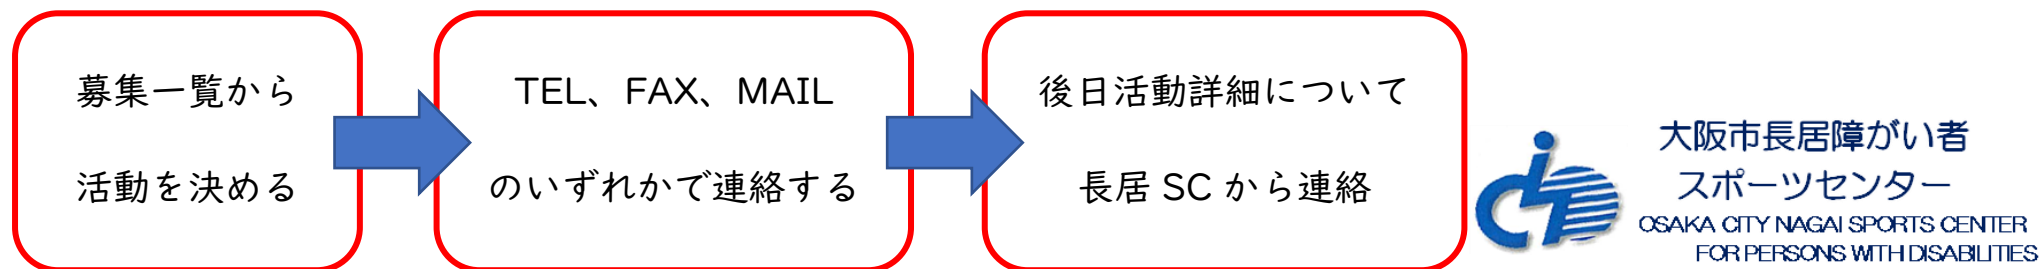 募集一覧から
活動を決める
TEL、FAX、MAIL
のいずれかで連絡する
後日活動詳細について
長居 SC から連絡
大阪市長居障がい者
スポーツセンター
OSAKA CITY NAGAI SPORTS CENTER
FOR PERSONS WITH DISABILITIES